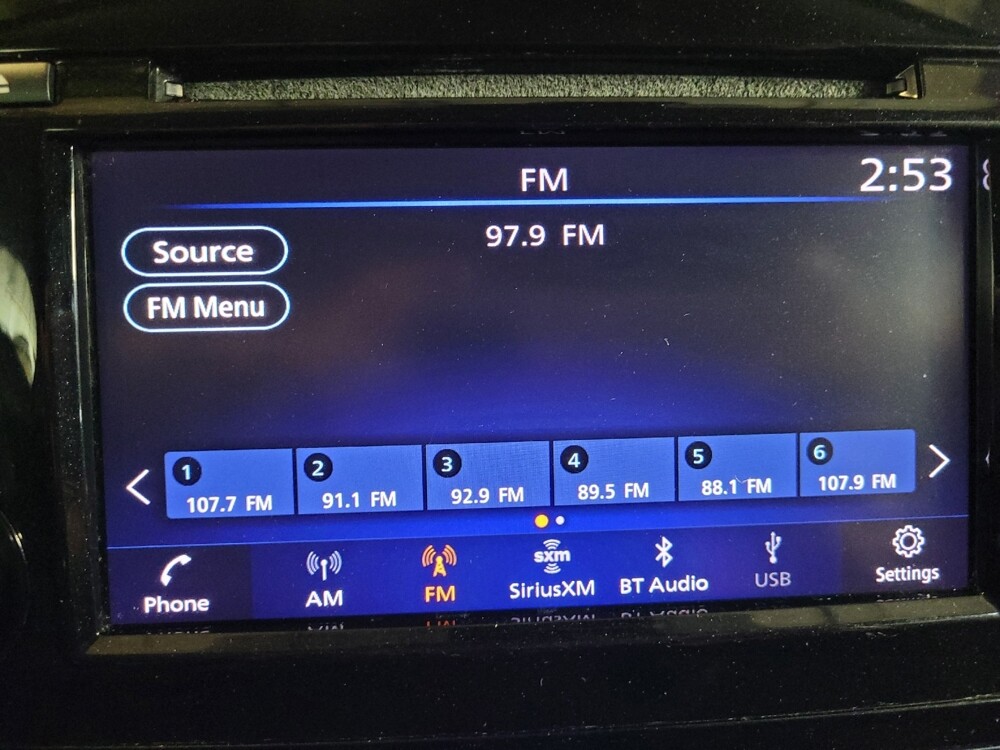 FM
2:53
97.9 FM
Source
FM Menu
1 2 3 4 5 6
107.7 FM 91.1 FM 92.9 FM 89.5 FM 88.1 FM 107.9 FM
sxm
Phone AM FM SiriusXM BT Audio USB Settings